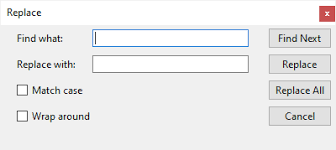 Replace
Find what:
Find Next
Replace with:
Replace
Match case
Replace All
Wrap around
Cancel